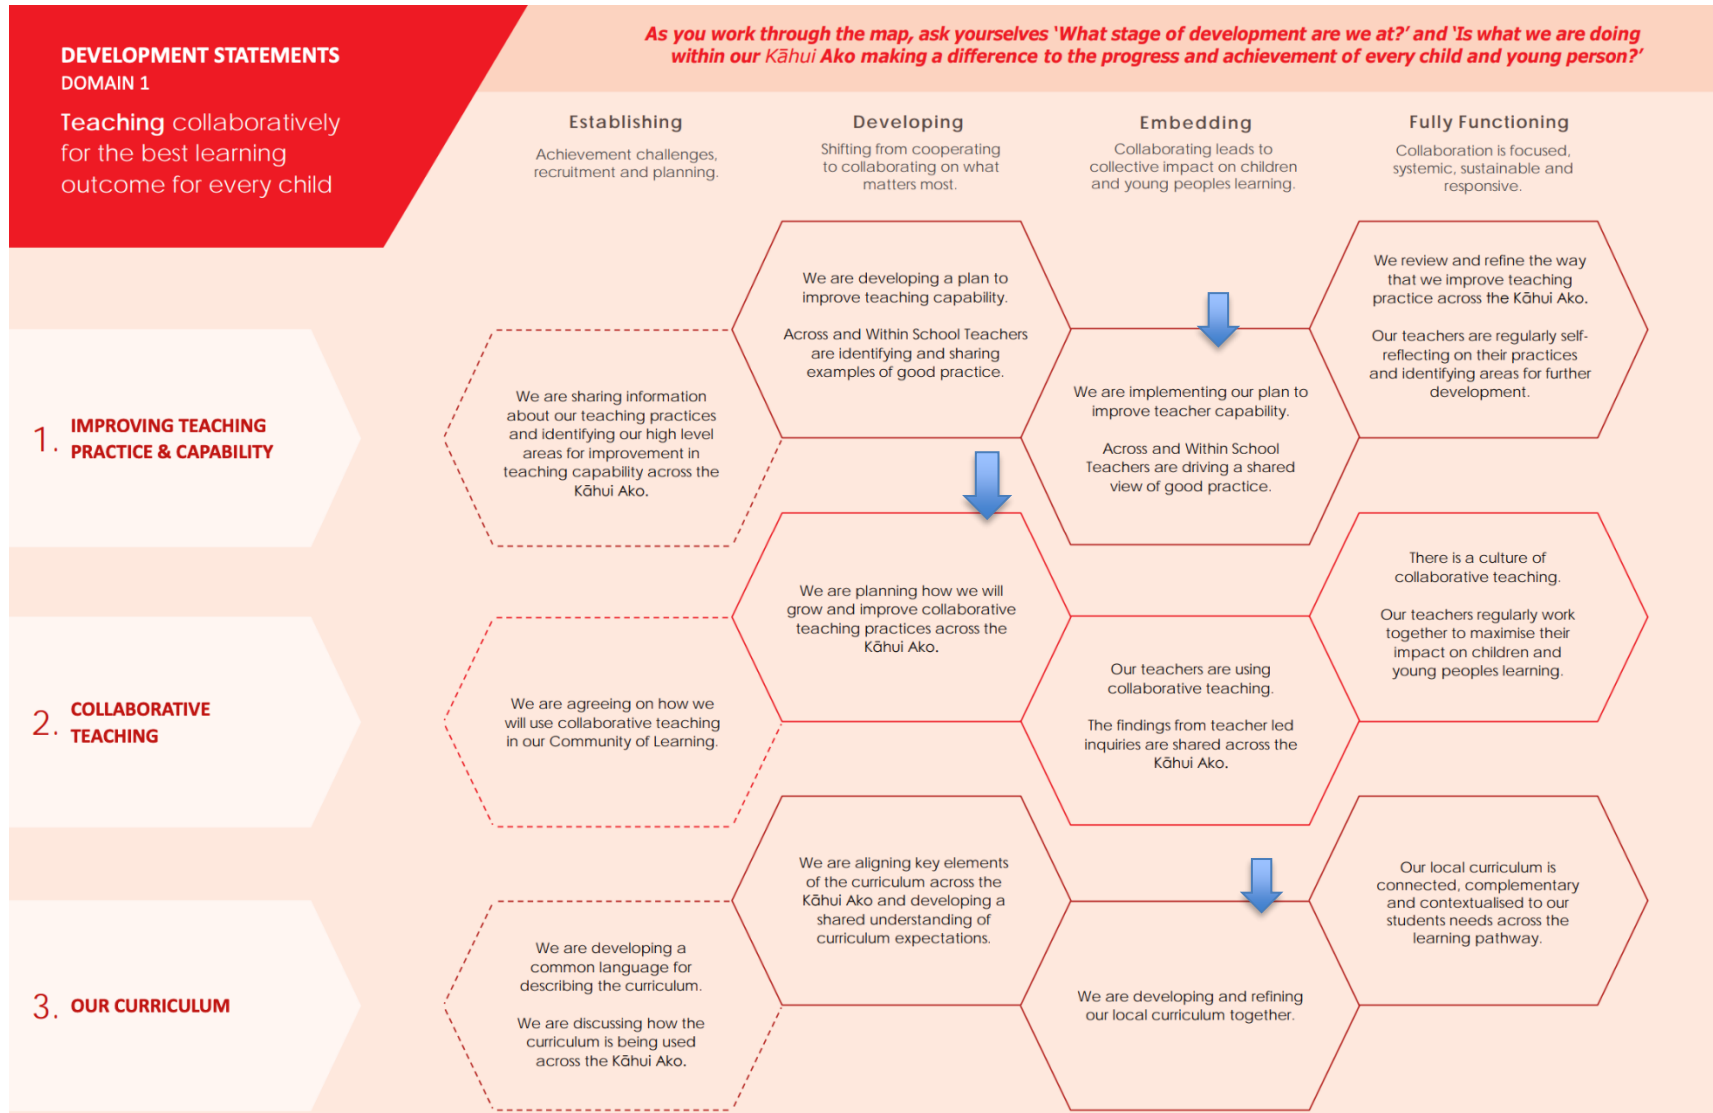 DEVELOPMENT STATEMENTS
DOMAIN 1
Teaching collaboratively
for the best learning
outcome for every child
As you work through the map, ask yourselves ‘What stage of development are we at?’ and ‘Is what we are doing
within our Kāhui Ako making a difference to the progress and achievement of every child and young person?’
Establishing
Achievement challenges,
recruitment and planning.
Developing
Shifting from cooperating
to collaborating on what
matters most.
Embedding
Collaborating leads to
collective impact on children
and young peoples learning.
Fully Functioning
Collaboration is focused,
systemic, sustainable and
responsive.
1. IMPROVING TEACHING
PRACTICE & CAPABILITY
We are sharing information
about our teaching practices
and identifying our high level
areas for improvement in
teaching capability across the
Kāhui Ako.
We are developing a plan to
improve teaching capability.
Across and Within School Teachers
are identifying and sharing
examples of good practice.
We are implementing our plan to
improve teacher capability.
Across and Within School
Teachers are driving a shared
view of good practice.
We review and refine the way
that we improve teaching
practice across the Kāhui Ako.
Our teachers are regularly self-
reflecting on their practices
and identifying areas for further
development.
2. COLLABORATIVE
TEACHING
We are agreeing on how we
will use collaborative teaching
in our Community of Learning.
We are planning how we will
grow and improve collaborative
teaching practices across the
Kāhui Ako.
Our teachers are using
collaborative teaching.
The findings from teacher led
inquiries are shared across the
Kāhui Ako.
There is a culture of
collaborative teaching.
Our teachers regularly work
together to maximise their
impact on children and
young peoples learning.
3. OUR CURRICULUM
We are developing a
common language for
describing the curriculum.
We are discussing how the
curriculum is being used
across the Kāhui Ako.
We are aligning key elements
of the curriculum across the
Kāhui Ako and developing a
shared understanding of
curriculum expectations.
We are developing and refining
our local curriculum together.
Our local curriculum is
connected, complementary
and contextualised to our
students needs across the
learning pathway.